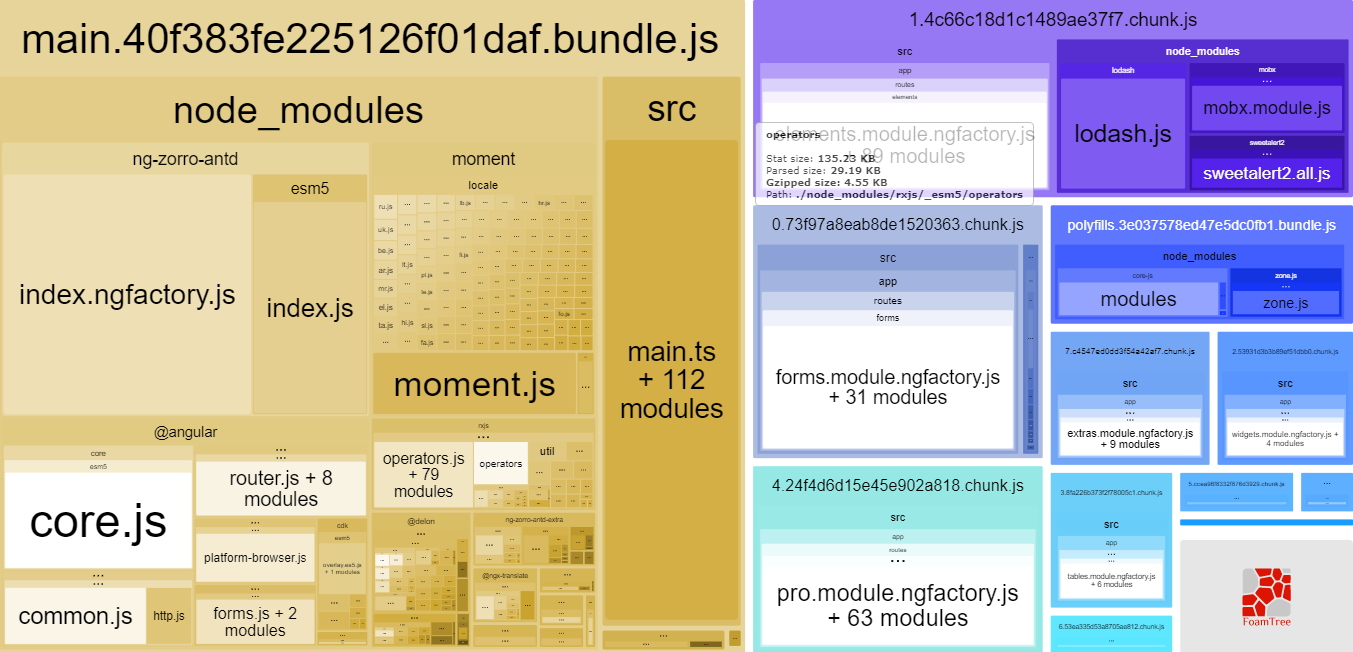 main.40f383fe225126f01daf.bundle.js
node_modules
src
ng-zorro-antd
esm5
index.ngfactory.js
index.js
moment
locale
ru.js
lb.js
hr.js
uk.js
be.js
fi.js
ar.js
it.js
pl.js
mr.js
el.js
ta.js
hi.js
sl.js
fa.js
moment.js
main.ts
+ 112
modules
@angular
core
esm5
core.js
common.js
http.js
router.js + 8
modules
platform-browser.js
cdk
esm5
overlay.es5.js
+ 1 modules
forms.js + 2
modules
rxjs
operators.js
+ 79
modules
operators
util
@delon
ng-zorro-antd-extra
@ngx-translate
1.4c66c18d1c1489ae37f7.chunk.js
src
app
routes
elements
elements.module.ngfactory.js
+ 89 modules
operators
Stat size: 135.23 KB
Parsed size: 29.19 KB
Gzipped size: 4.55 KB
Path: ./node_modules/rxjs/_esm5/operators
node_modules
lodash
lodash.js
mobx
mobx.module.js
sweetalert2
sweetalert2.all.js
0.73f97a8eab8de1520363.chunk.js
src
app
routes
forms
forms.module.ngfactory.js
+ 31 modules
polyfills.3e037578ed47e5dc0fb1.bundle.js
node_modules
core-js
modules
zone.js
zone.js
7.c4547ed0dd3f54a42af7.chunk.js
src
app
extras.module.ngfactory.js
+ 9 modules
src
app
widgets.module.ngfactory.js +
4 modules
4.24f4d6d15e45e902a818.chunk.js
src
app
routes
pro.module.ngfactory.js
+ 63 modules
3.8fa226b373f2f78005c1.chunk.js
src
app
tables.module.ngfactory.js
+ 6 modules
6.53ea335d53a8705ae812.chunk.js
FoamTree